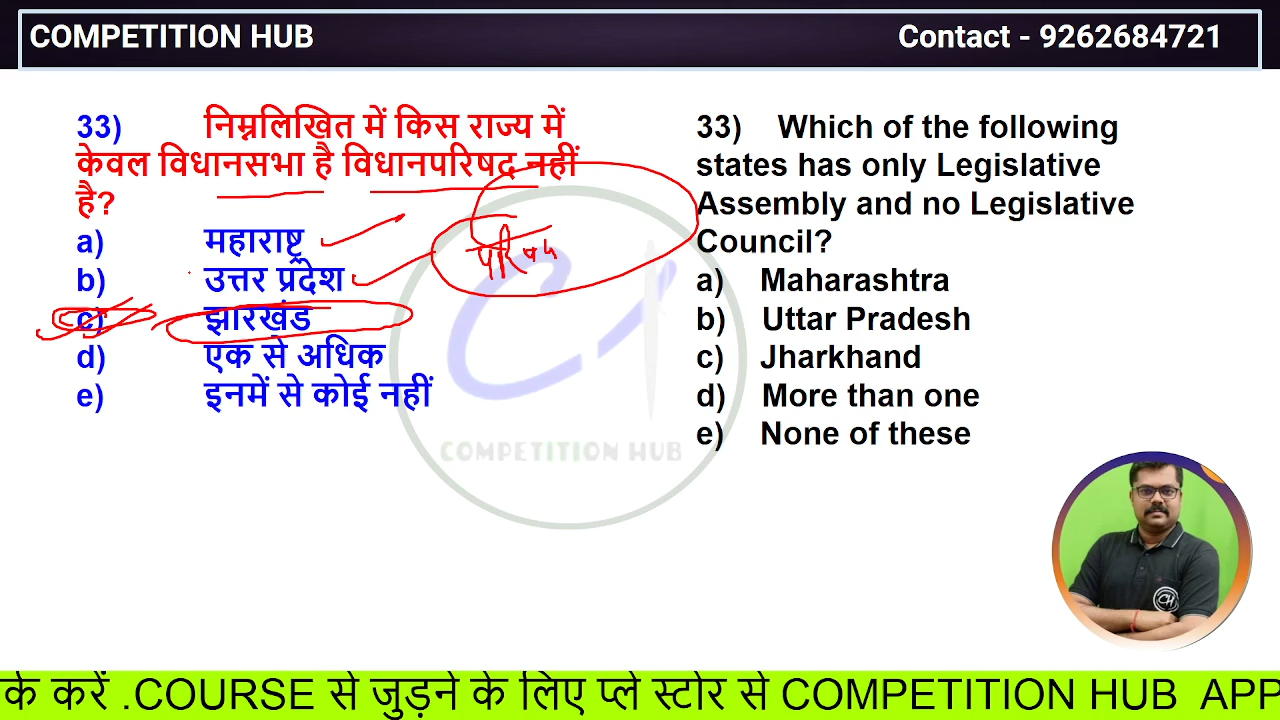 COMPETITION HUB
Contact - 9262684721
33) निम्नलिखित में किस राज्य में
केवल विधानसभा है विधानपरिषद नहीं
है?
a) महाराष्ट्र
b) उत्तर प्रदेश
c) झारखंड
d) एक से अधिक
e) इनमें से कोई नहीं
33) Which of the following
states has only Legislative
Assembly and no Legislative
Council?
a) Maharashtra
b) Uttar Pradesh
c) Jharkhand
d) More than one
e) None of these
COMPETITION HUB
CH
र्क करें .COURSE से जुड़ने के लिए प्ले स्टोर से COMPETITION HUB APP